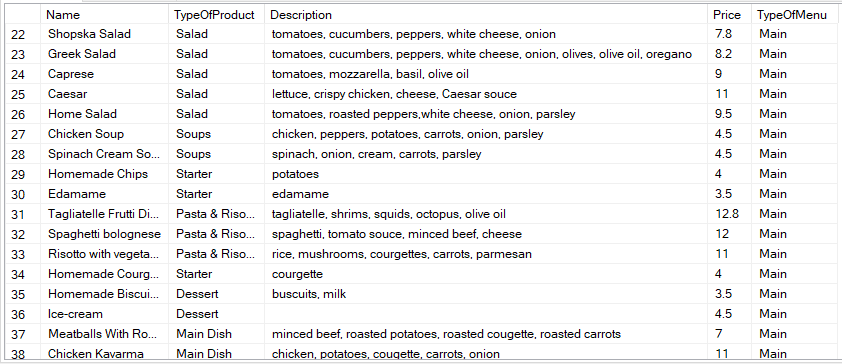 Name TypeOfProduct Description Price TypeOfMenu
22 Shopska Salad Salad tomatoes, cucumbers, peppers, white cheese, onion 7.8 Main
23 Greek Salad Salad tomatoes, cucumbers, peppers, white cheese, onion, olives, olive oil, oregano 8.2 Main
24 Caprese Salad tomatoes, mozzarella, basil, olive oil 9 Main
25 Caesar Salad lettuce, crispy chicken, cheese, Caesar souce 11 Main
26 Home Salad Salad tomatoes, roasted peppers,white cheese, onion, parsley 9.5 Main
27 Chicken Soup Soups chicken, peppers, potatoes, carrots, onion, parsley 4.5 Main
28 Spinach Cream So... Soups spinach, onion, cream, carrots, parsley 4.5 Main
29 Homemade Chips Starter potatoes 4 Main
30 Edamame Starter edamame 3.5 Main
31 Tagliatelle Frutti Di... Pasta & Riso... tagliatelle, shrims, squids, octopus, olive oil 12.8 Main
32 Spaghetti bolognese Pasta & Riso... spaghetti, tomato souce, minced beef, cheese 12 Main
33 Risotto with vegeta... Pasta & Riso... rice, mushrooms, courgettes, carrots, parmesan 11 Main
34 Homemade Courg... Starter courgette 4 Main
35 Homemade Biscui... Dessert buscuits, milk 3.5 Main
36 Ice-cream Dessert 4.5 Main
37 Meatballs With Ro... Main Dish minced beef, roasted potatoes, roasted cougette, roasted carrots 7 Main
38 Chicken Kavarma Main Dish chicken, potatoes, cougette, carrots, onion 11 Main